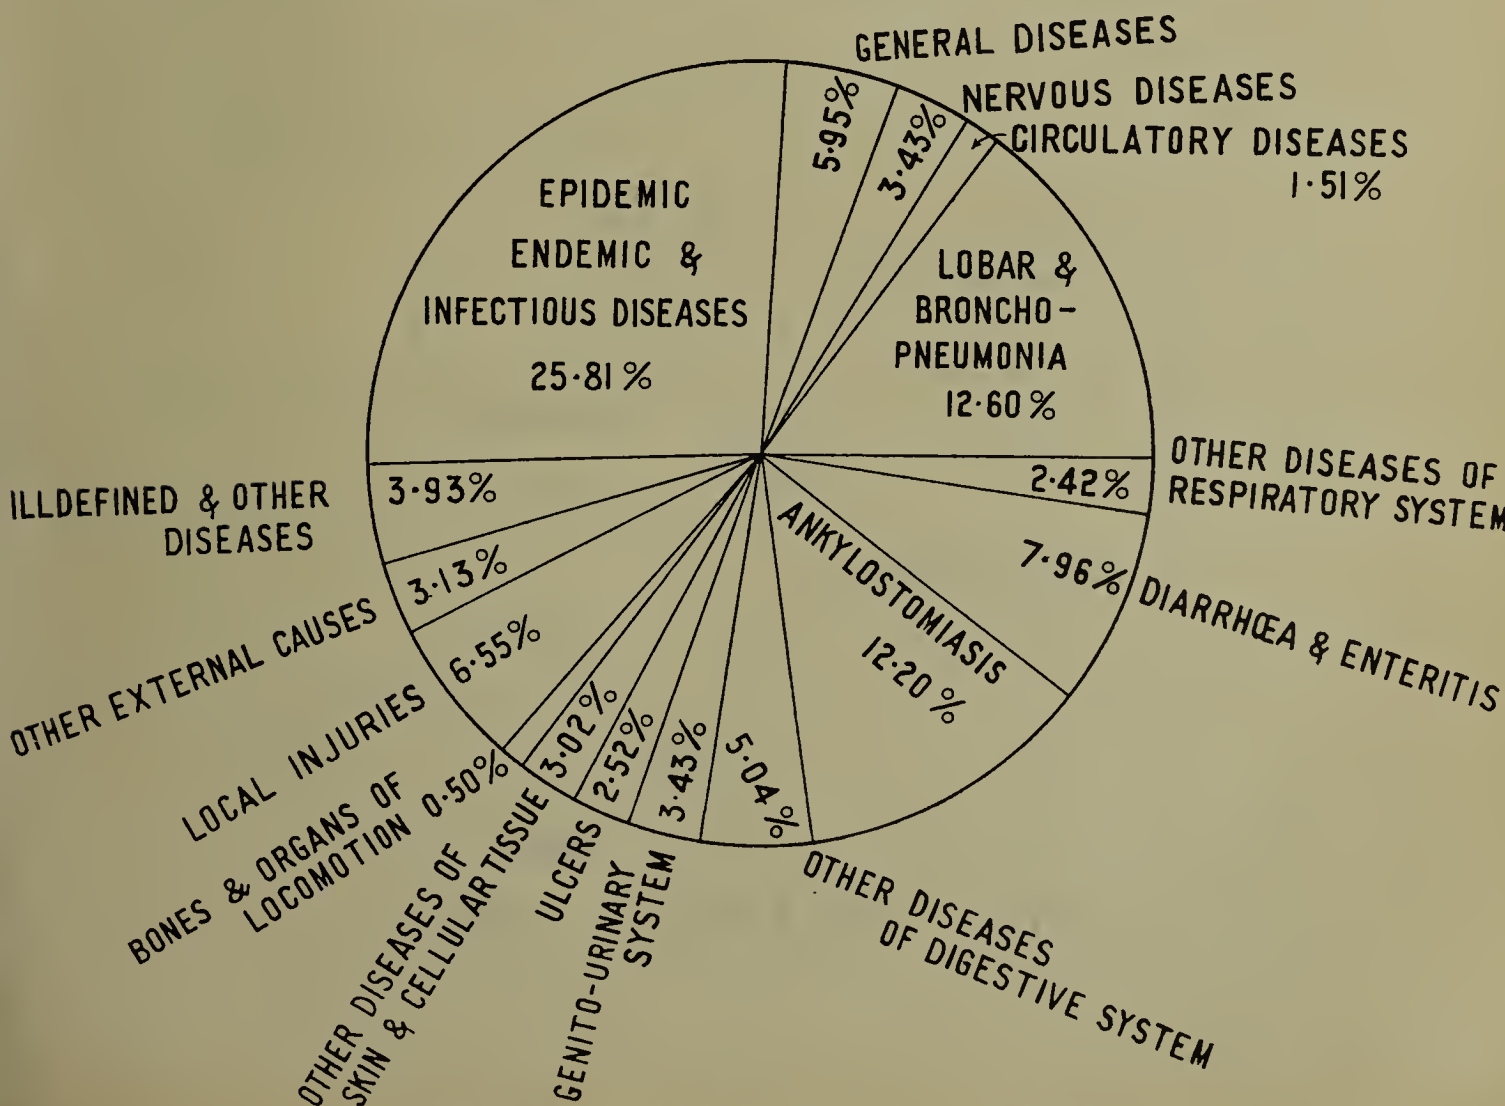 GENERAL DISEASES
5·95%
NERVOUS DISEASES
3·43%
CIRCULATORY DISEASES
1·51%
LOBAR &
BRONCHO-
PNEUMONIA
12·60%
OTHER DISEASES OF
RESPIRATORY SYSTEM
2·42%
7·96% DIARRHŒA & ENTERITIS
ANKYLOSTOMIASIS
12·20%
5·04%
OTHER DISEASES
OF DIGESTIVE SYSTEM
3·43%
GENITO-URINARY
SYSTEM
2·52%
ULCERS
3·02%
OTHER DISEASES OF
SKIN & CELLULAR TISSUE
BONES & ORGANS OF
LOCOMOTION 0·50%
6·55%
LOCAL INJURIES
3·13%
OTHER EXTERNAL CAUSES
3·93%
ILLDEFINED & OTHER
DISEASES
EPIDEMIC
ENDEMIC &
INFECTIOUS DISEASES
25·81%